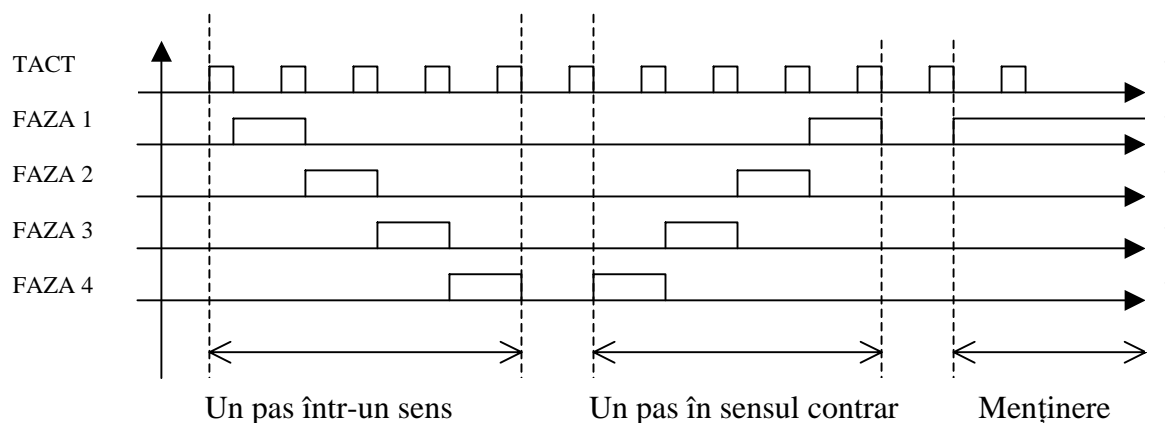 TACT
FAZA 1
FAZA 2
FAZA 3
FAZA 4
Un pas într-un sens Un pas în sensul contrar Menținere